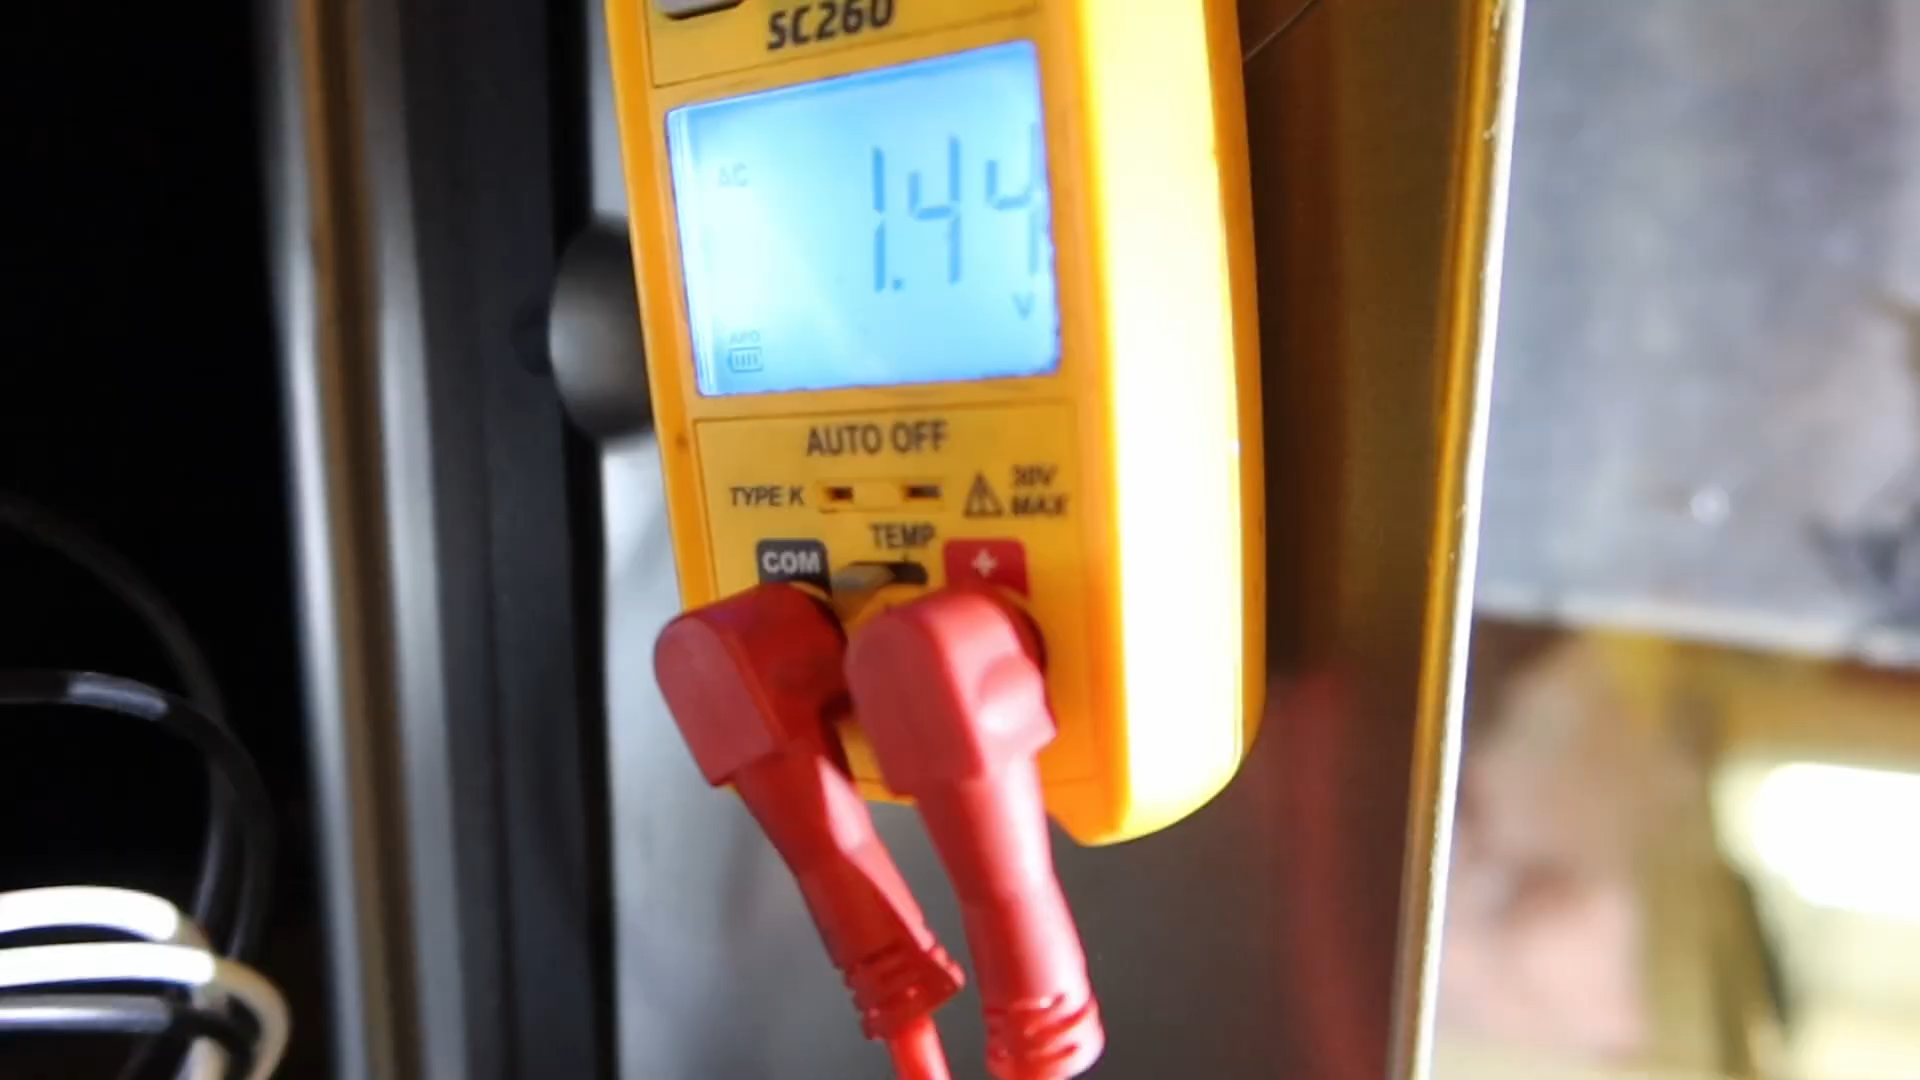 SC260
AC
1.44
V
APO
AUTO OFF
TYPE K
30V
MAX
TEMP
COM
+